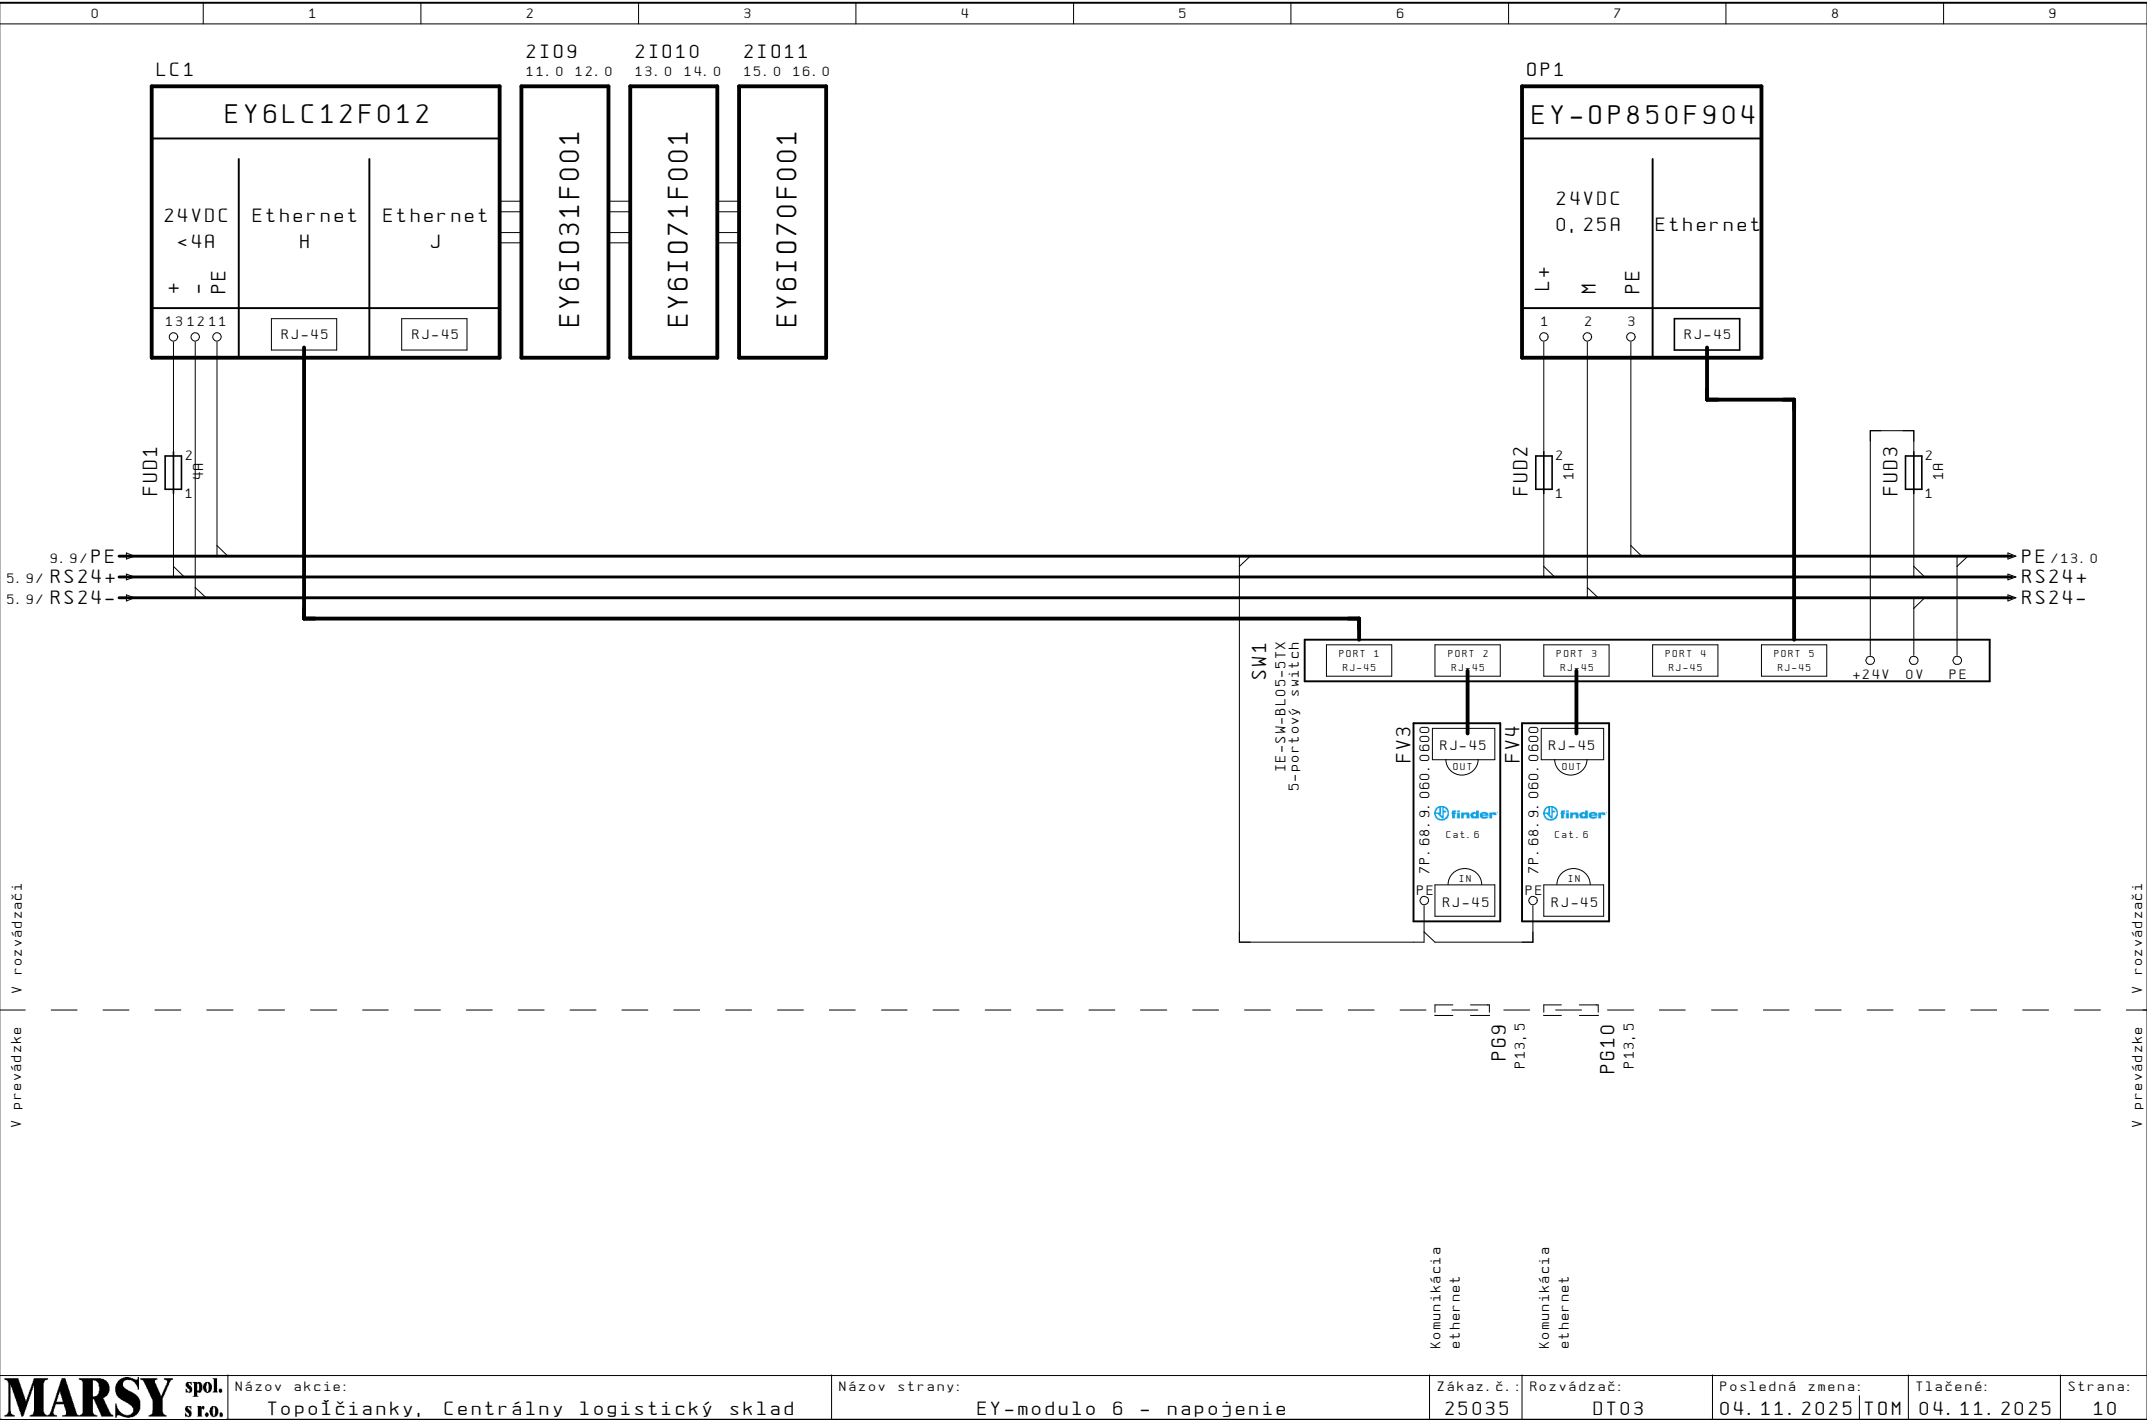 0 1 2 3 4 5 6 7 8 9
LC1
2IO9
11.0 12.0
2IO10
13.0 14.0
2IO11
15.0 16.0
OP1
EY6LC12F012
EY6IO31F001
EY6IO71F001
EY6IO70F001
EY-OP850F904
24VDC
<4A
Ethernet
H
Ethernet
J
+
-
PE
13 12 11
RJ-45
RJ-45
24VDC
0,25A
Ethernet
L+
M
PE
1 2 3
RJ-45
FUD1
2
4A
1
FUD2
2
1A
1
FUD3
2
1A
1
9.9/PE
5.9/RS24+
5.9/RS24-
PE/13.0
RS24+
RS24-
SW1
IE-SW-BL05-5TX
5-portový switch
PORT 1
RJ-45
PORT 2
RJ-45
PORT 3
RJ-45
PORT 4
RJ-45
PORT 5
RJ-45
+24V
0V
PE
FV3
7P.68.9.060.0600
RJ-45
OUT
finder
Cat.6
IN
PE
RJ-45
FV4
7P.68.9.060.0600
RJ-45
OUT
finder
Cat.6
IN
PE
RJ-45
V rozvádzači
V rozvádzači
V prevádzke
V prevádzke
PG9
P13,5
PG10
P13,5
Komunikácia
ethernet
Komunikácia
ethernet
MARSY spol. s r.o.
Názov akcie:
Topoľčianky, Centrálny logistický sklad
Názov strany:
EY-modulo 6 - napojenie
Zákaz.č.:
25035
Rozvádzač:
DT03
Posledná zmena:
04.11.2025 TOM
Tlačené:
04.11.2025
Strana:
10